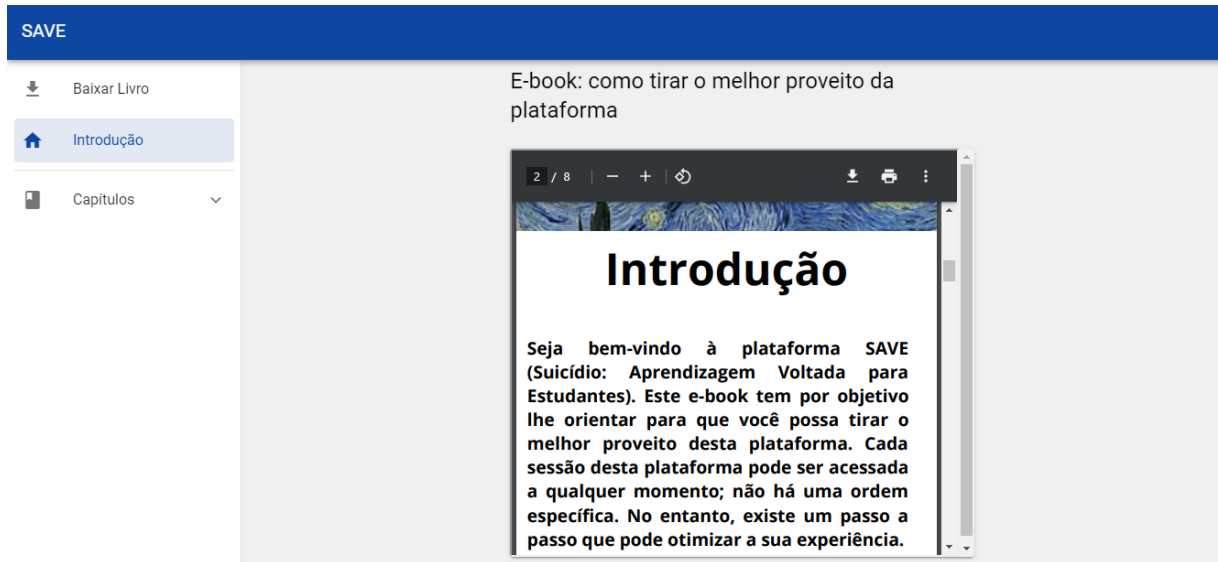 SAVE
Baixar Livro
Introdução
Capítulos
E-book: como tirar o melhor proveito da
plataforma
2 / 8
Introdução
Seja bem-vindo à plataforma SAVE
(Suicídio: Aprendizagem Voltada para
Estudantes). Este e-book tem por objetivo
lhe orientar para que você possa tirar o
melhor proveito desta plataforma. Cada
sessão desta plataforma pode ser acessada
a qualquer momento; não há uma ordem
específica. No entanto, existe um passo a
passo que pode otimizar a sua experiência.